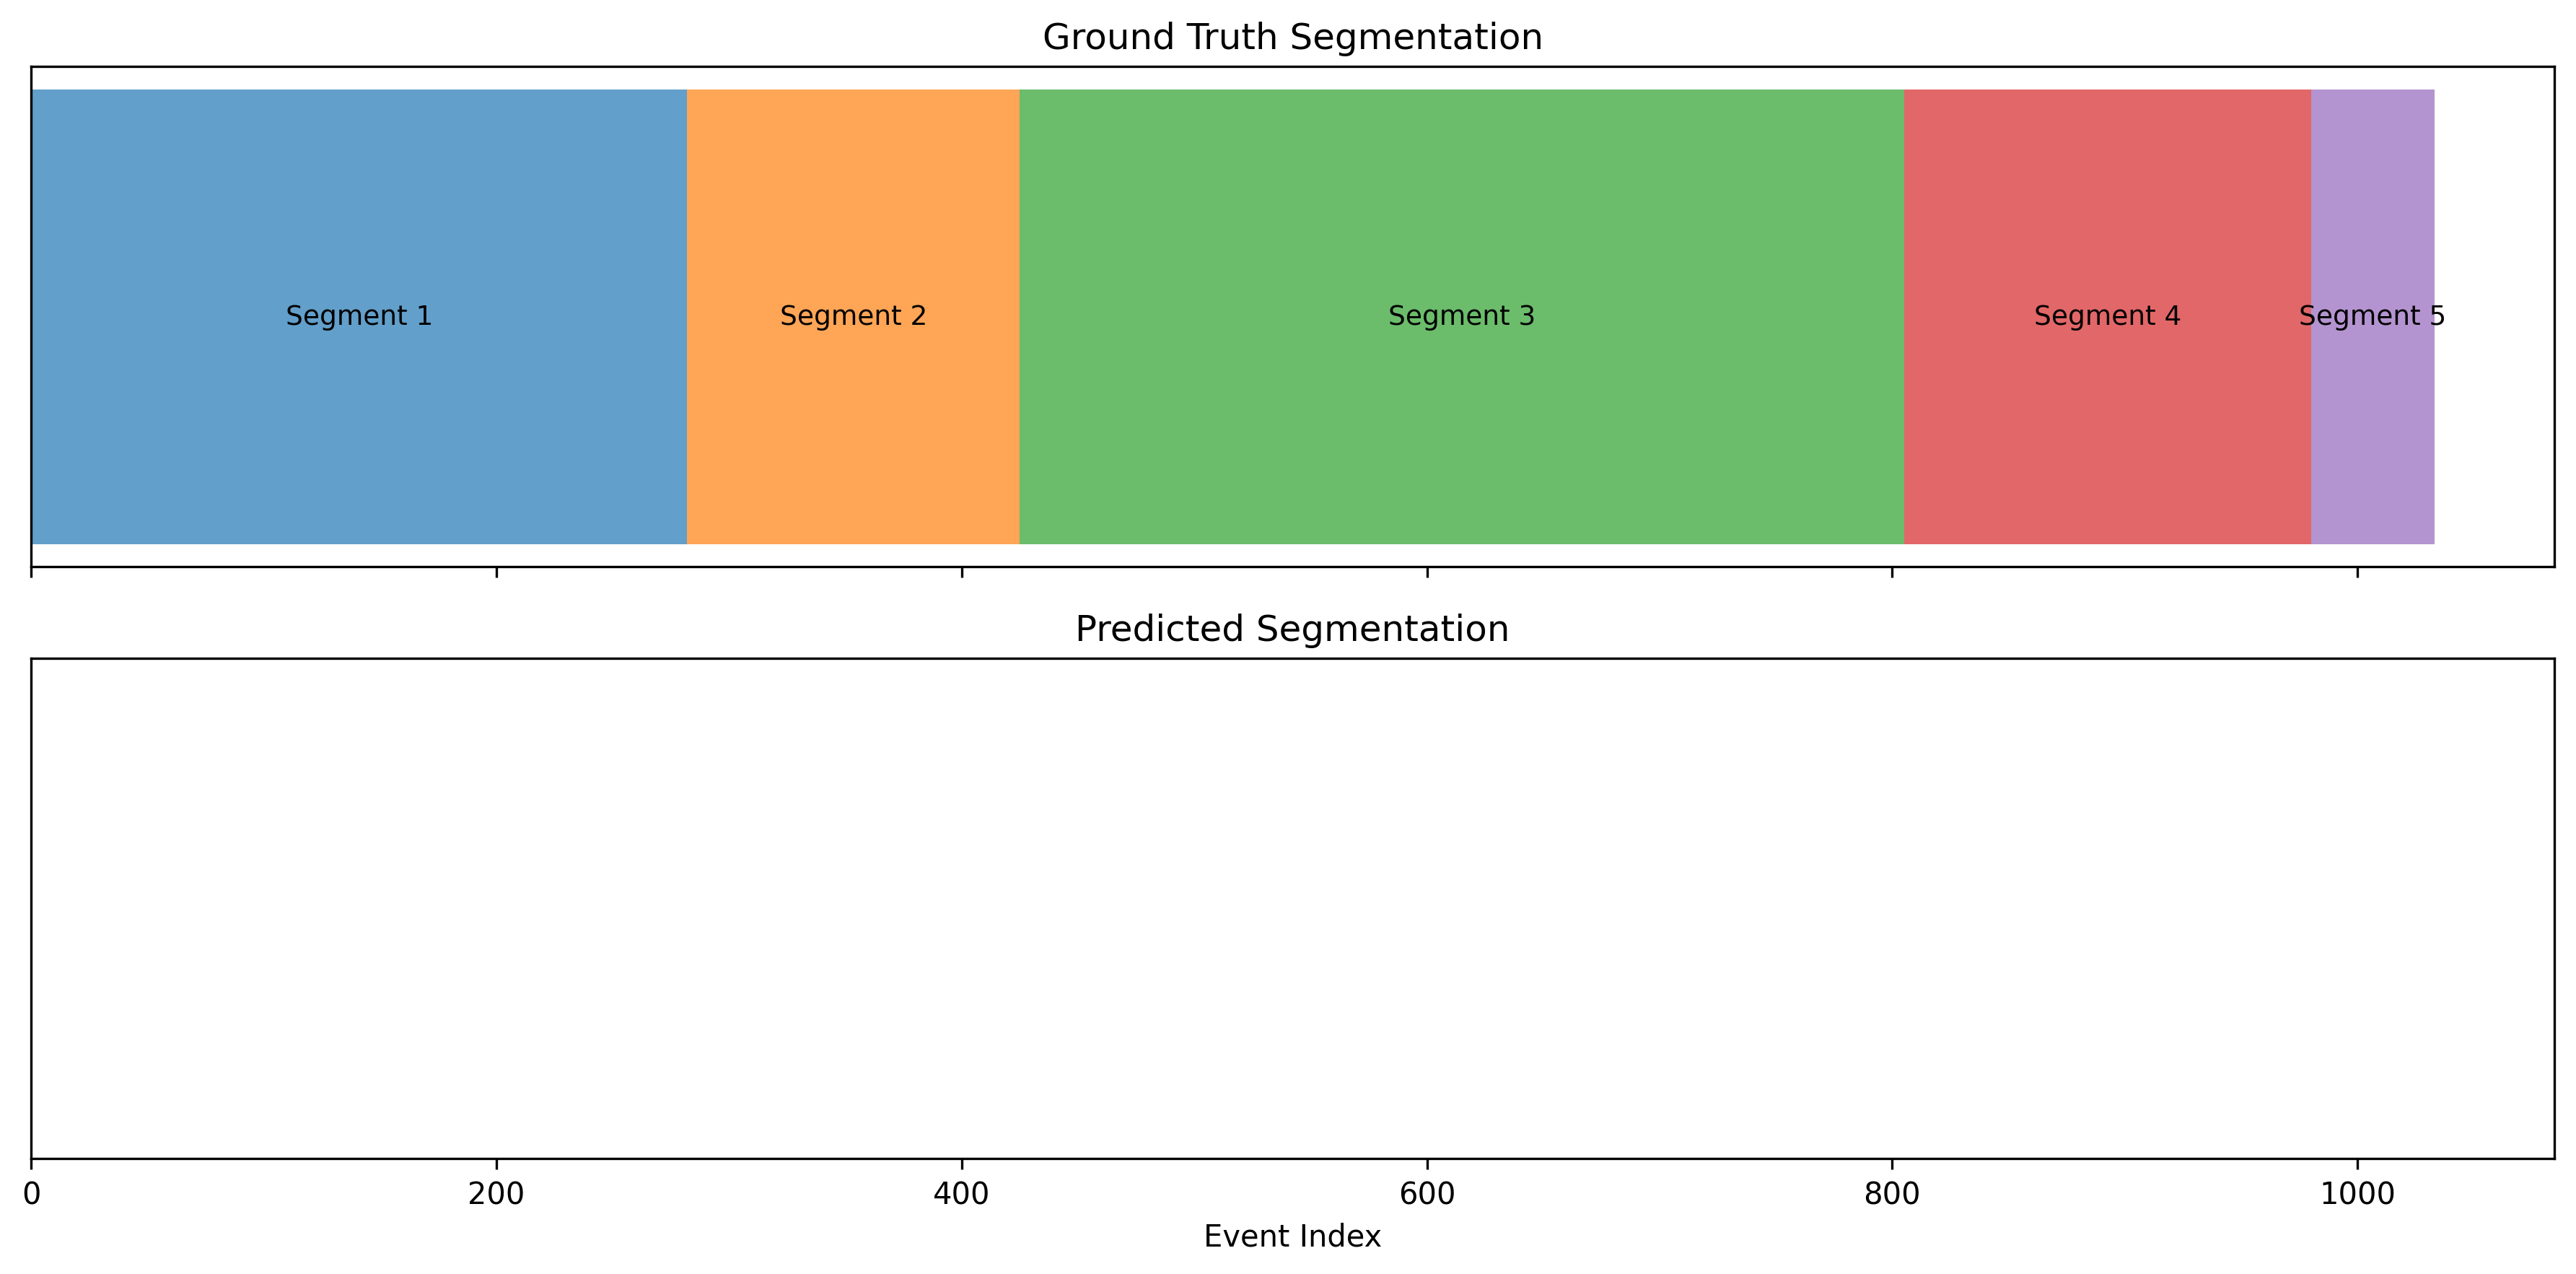 Ground Truth Segmentation
Segment 1 Segment 2 Segment 3 Segment 4 Segment 5
Predicted Segmentation
0 200 400 600 800 1000
Event Index